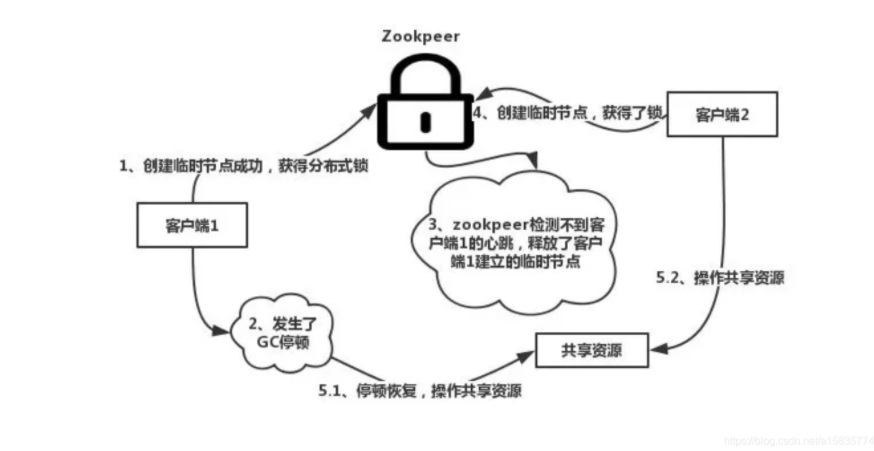 Zookpeer
4、创建临时节点，获得了锁
客户端2
1、创建临时节点成功，获得分布式锁
客户端1
3、zookpeer检测不到客
户端1的心跳，释放了客户
端1建立的临时节点
5.2、操作共享资源
2、发生了
GC停顿
共享资源
5.1、停顿恢复，操作共享资源